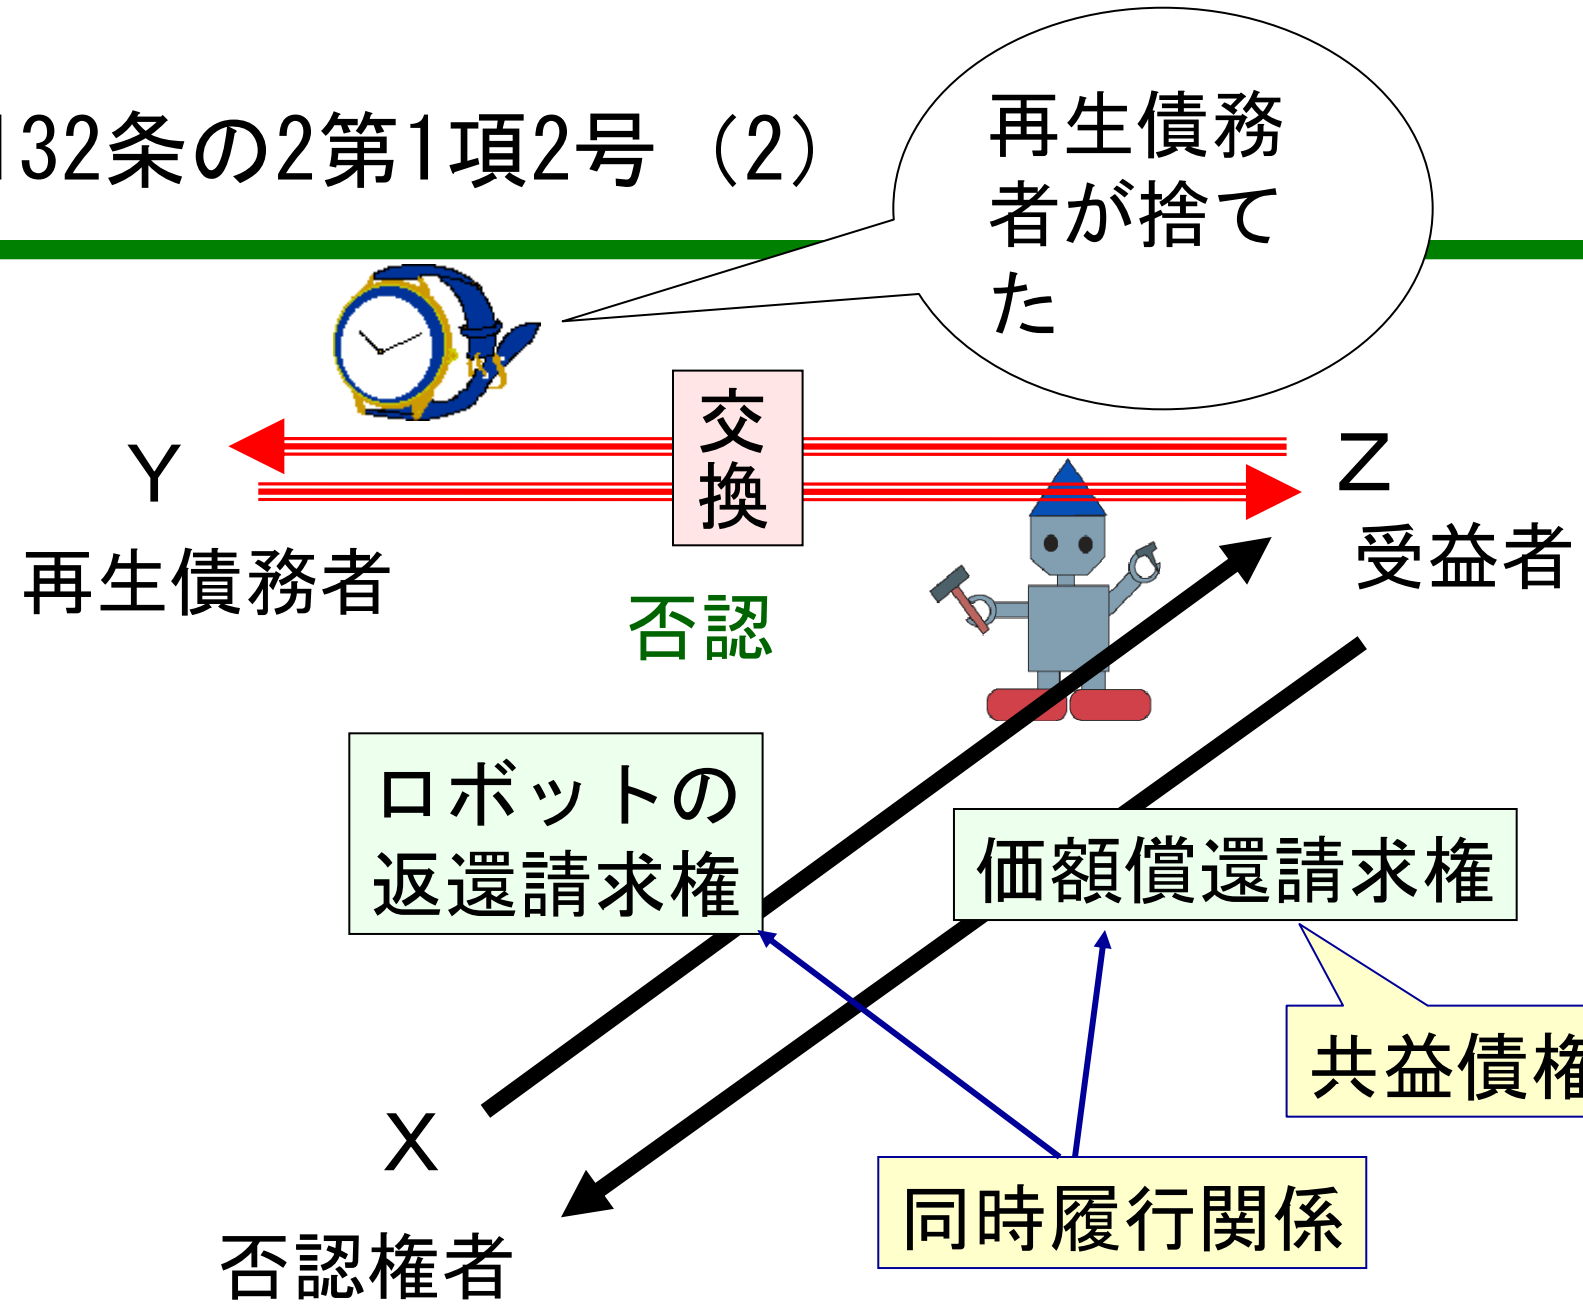 132条の2第1項2号（2）
再生債務
者が捨て
た
交
換
Y
Z
再生債務者
受益者
否認
ロボットの
返還請求権
価額償還請求権
共益債権
X
同時履行関係
否認権者